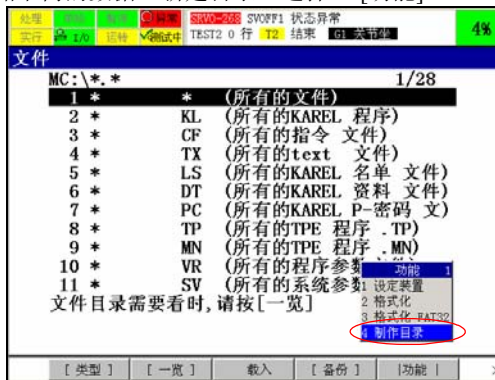 处理
异常
SRVO-268 SVOFF1 状态异常
实行
I/O
运转
测试中
TEST2 0 行
T2
结束
G1 关节坐
4%
文件
MC:\*.* 1/28
1 * * (所有的文件)
2 * KL (所有的KAREL 程序)
3 * CF (所有的指令 文件)
4 * TX (所有的text 文件)
5 * LS (所有的KAREL 名单 文件)
6 * DT (所有的KAREL 资料 文件)
7 * PC (所有的KAREL P-密码 文)
8 * TP (所有的TPE 程序 .TP)
9 * MN (所有的TPE 程序 .MN)
10 * VR (所有的程序参数
11 * SV (所有的系统参数
文件目录需要看时,请按[一览]
功能 1
1 设定装置
2 格式化
3 格式化 FAT32
4 制作目录
[ 类型 ] [ 一览 ] 载入 [ 备份 ] |功能 | >